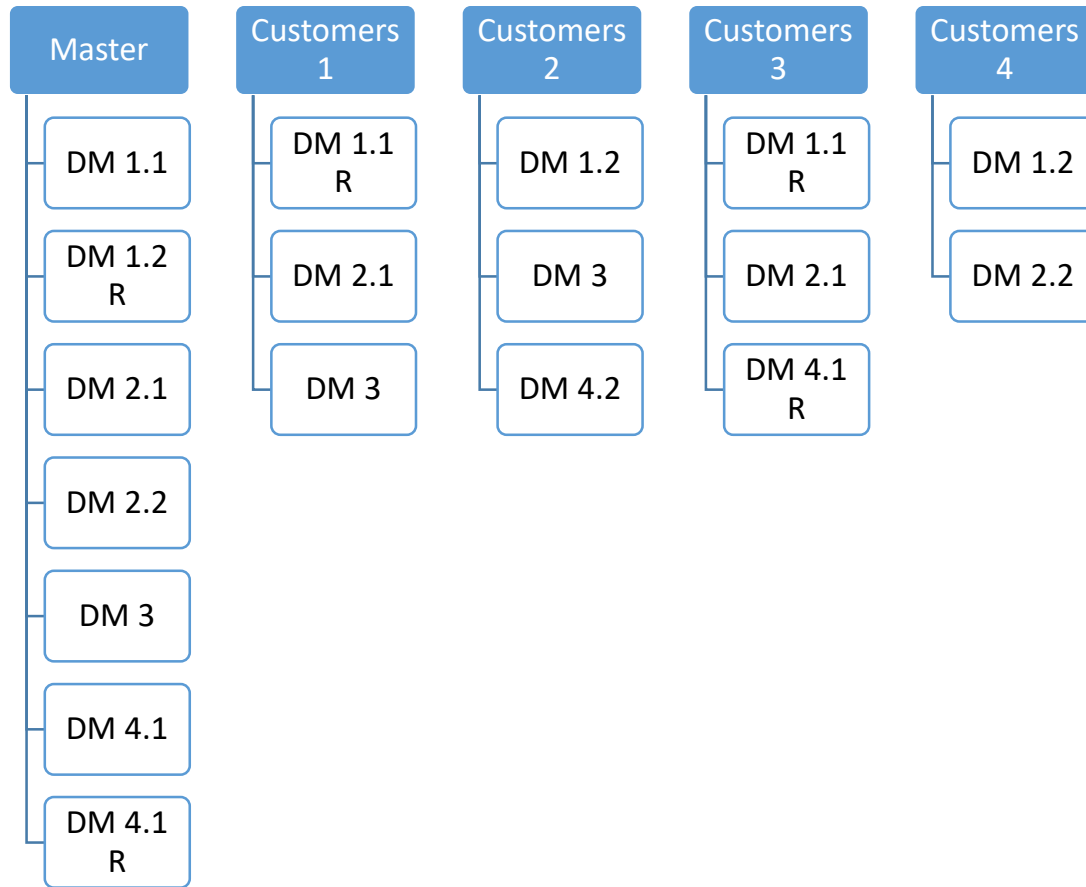 Master
DM 1.1
DM 1.2
R
DM 2.1
DM 2.2
DM 3
DM 4.1
DM 4.1
R
Customers
1
DM 1.1
R
DM 2.1
DM 3
Customers
2
DM 1.2
DM 3
DM 4.2
Customers
3
DM 1.1
R
DM 2.1
DM 4.1
R
Customers
4
DM 1.2
DM 2.2